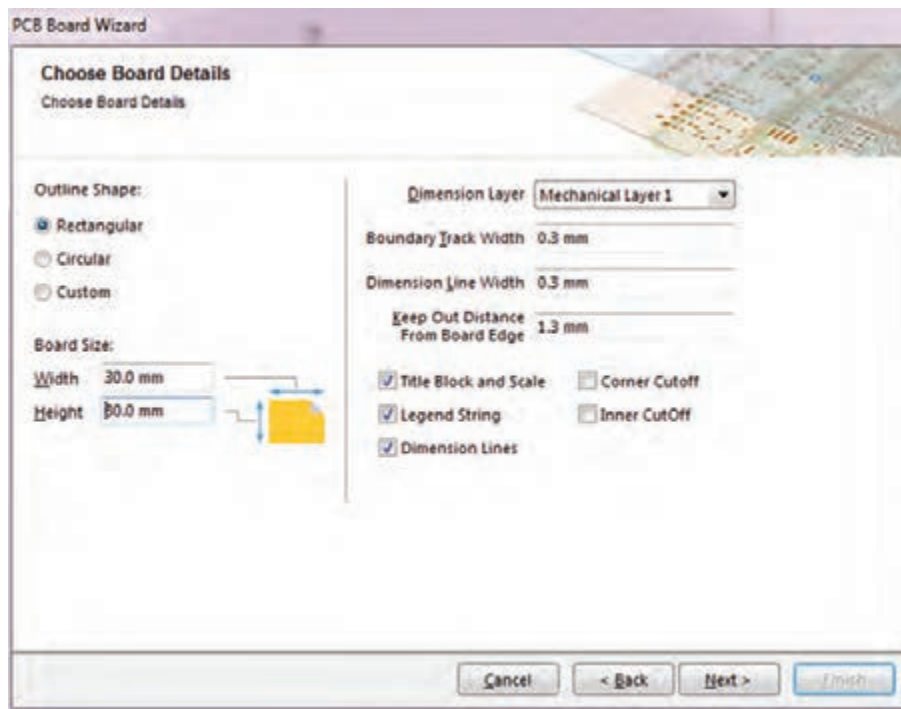 PCB Board Wizard
Choose Board Details
Choose Board Details
Outline Shape:
Rectangular
Circular
Custom
Board Size:
Width 30.0 mm
Height 30.0 mm
Dimension Layer Mechanical Layer 1
Boundary Track Width 0.3 mm
Dimension Line Width 0.3 mm
Keep Out Distance
From Board Edge 1.3 mm
Title Block and Scale Corner Cutoff
Legend String Inner CutOff
Dimension Lines
Cancel < Back Next > Finish